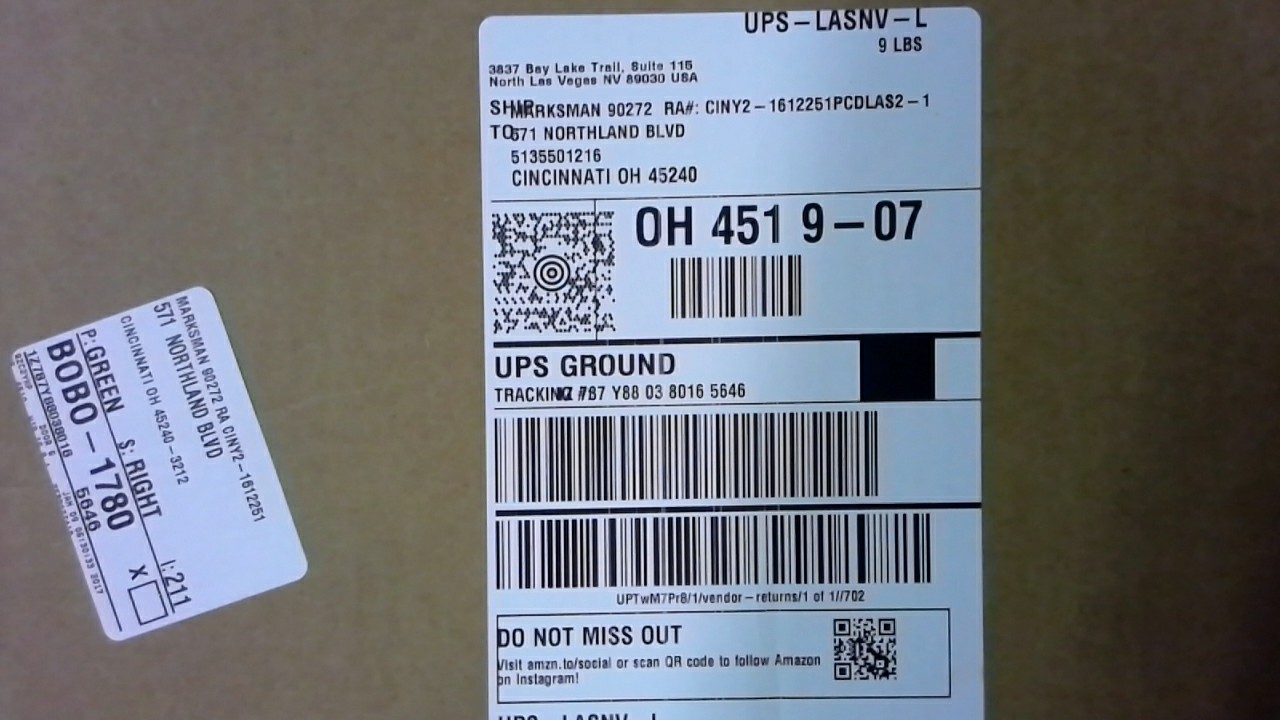 UPS-LASNV-L
9 LBS
3837 Bay Lake Trail, Suite 115
North Las Vegas NV 89030 USA
SHIP
TO
MARKSMAN 90272 RA#: CINY2-1612251PCDLAS2-1
571 NORTHLAND BLVD
5135501216
CINCINNATI OH 45240
OH 451 9-07
UPS GROUND
TRACKING #: 1Z 787 Y88 03 8016 5646
UPTwM7Pr8/1/vendor-returns/1 of 1//702
DO NOT MISS OUT
Visit amzn.to/social or scan QR code to follow Amazon
on Instagram!
UPS-LASNV-L
MARKSMAN 90272 RA CINY2-1612251
571 NORTHLAND BLVD
CINCINNATI OH 45240-3212
P: GREEN S: RIGHT I: 211
BOBO-1780 X
1Z787Y88038016 5646